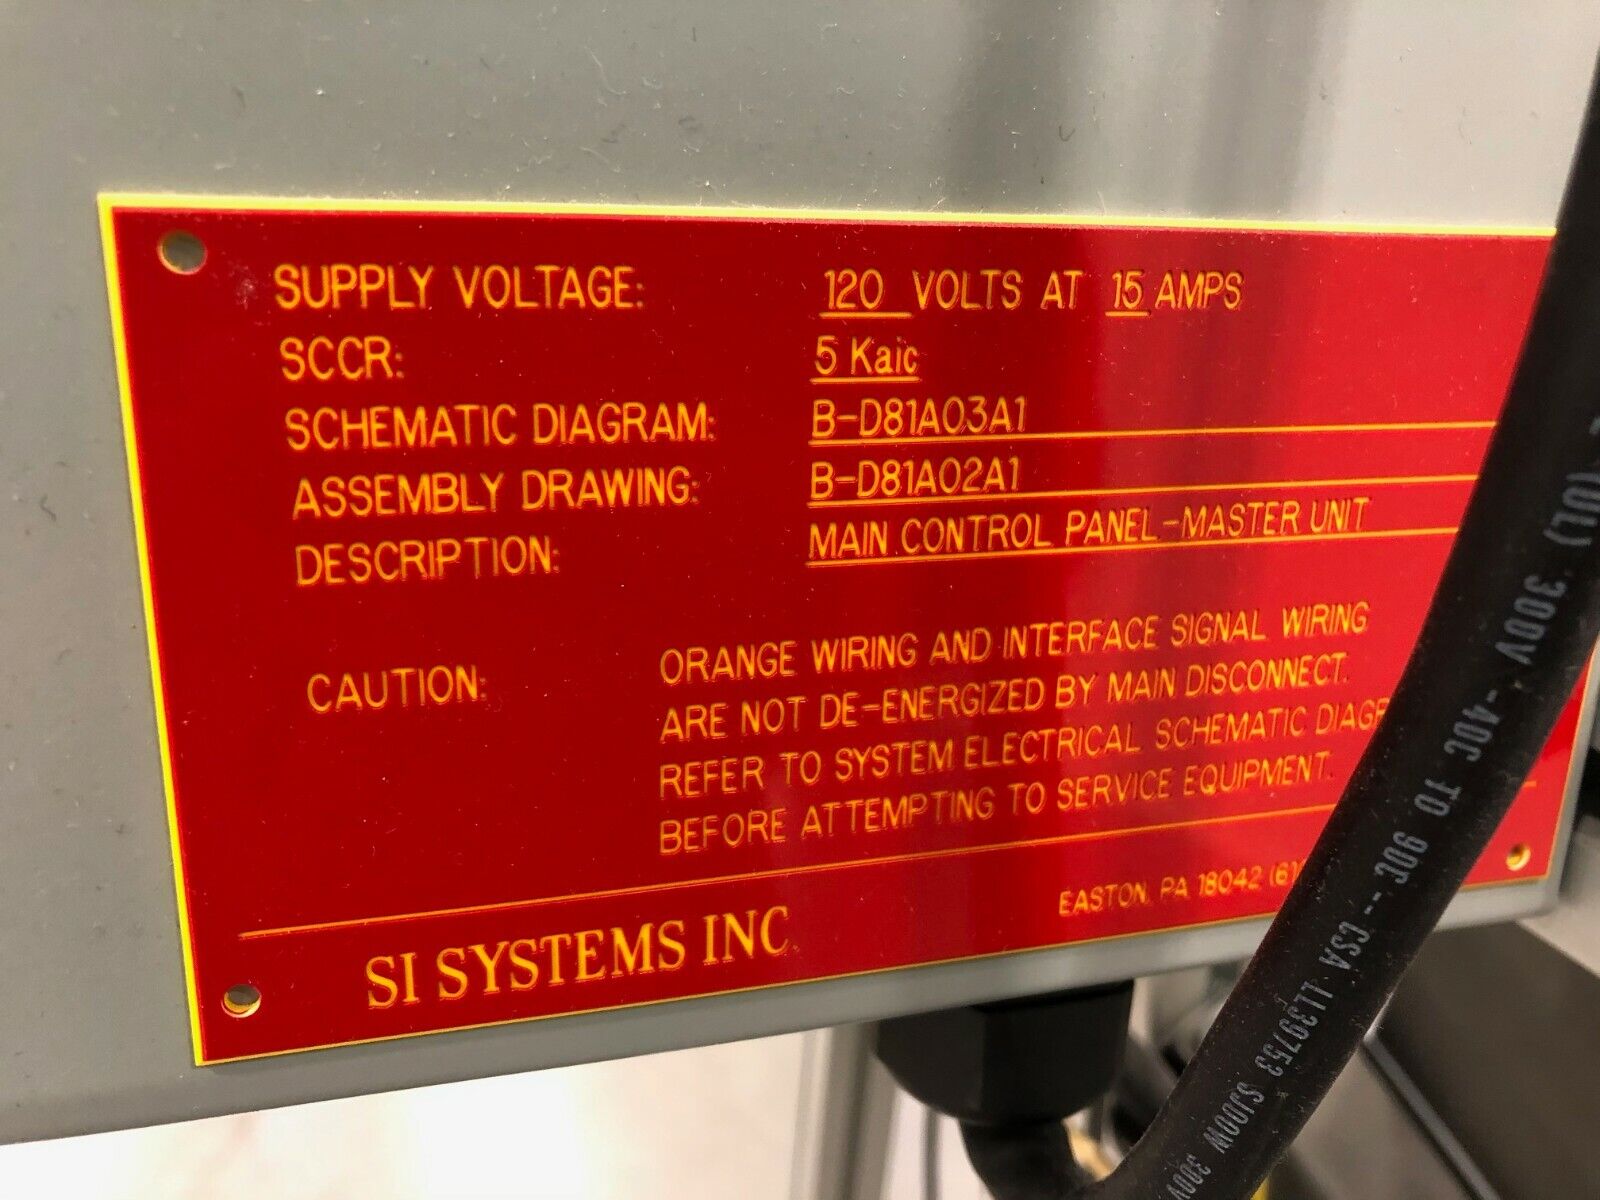 SUPPLY VOLTAGE: 120 VOLTS AT 15 AMPS
SCCR: 5 Kaic
SCHEMATIC DIAGRAM: B-D81A03A1
ASSEMBLY DRAWING: B-D81A02A1
DESCRIPTION: MAIN CONTROL PANEL-MASTER UNIT
CAUTION: ORANGE WIRING AND INTERFACE SIGNAL WIRING
ARE NOT DE-ENERGIZED BY MAIN DISCONNECT.
REFER TO SYSTEM ELECTRICAL SCHEMATIC
BEFORE ATTEMPTING TO SERVICE EQUIPMENT.
SI SYSTEMS INC. EASTON, PA 18042
(UL) 300V -40C TO 90C -- CSA LL39753 SJOOW 300V